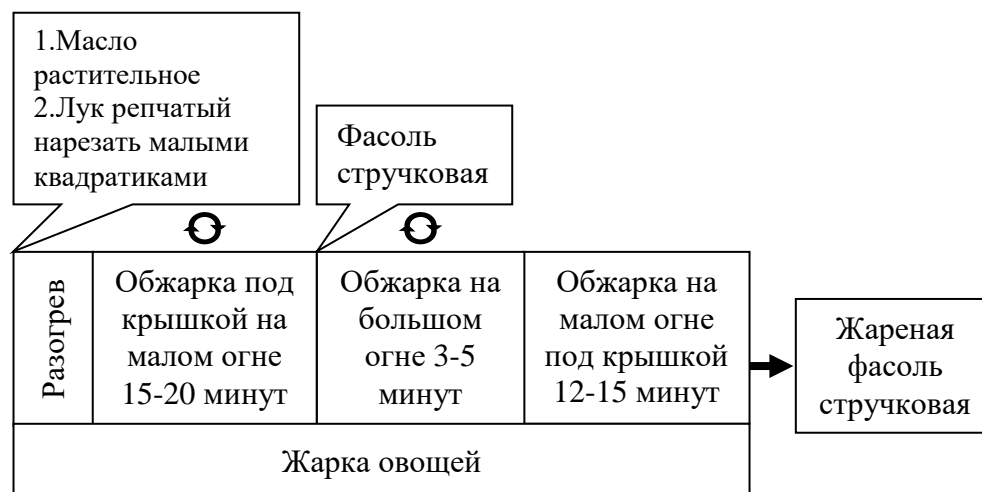 1.Масло
растительное
2.Лук репчатый
нарезать малыми
квадратиками
Фасоль
стручковая
Разогрев
Обжарка под
крышкой на
малом огне
15-20 минут
Обжарка на
большом
огне 3-5
минут
Обжарка на
малом огне
под крышкой
12-15 минут
Жареная
фасоль
стручковая
Жарка овощей